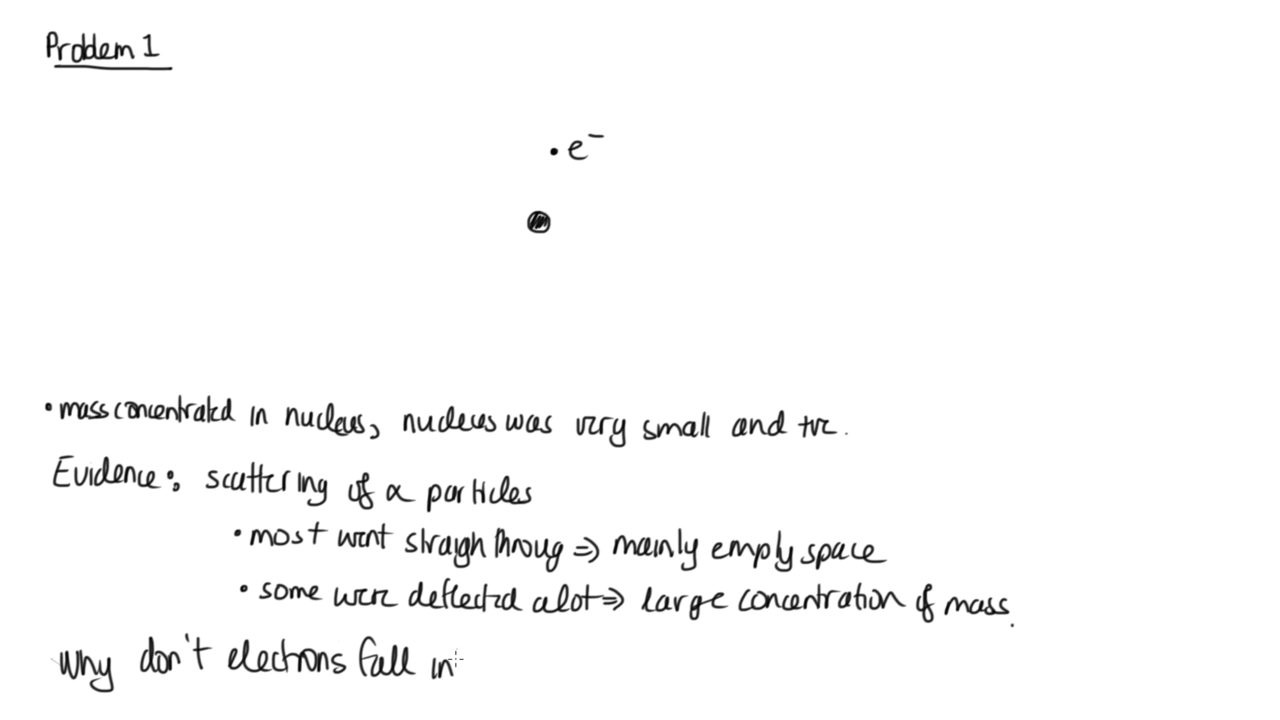 Problem 1
• e⁻
• mass concentrated in nucleus, nucleus was very small and +ve.
Evidence: scattering of α particles
• most went straigh throug ⇒ mainly empty space
• some were deflected alot ⇒ large concentration of mass.
Why don't electrons fall in